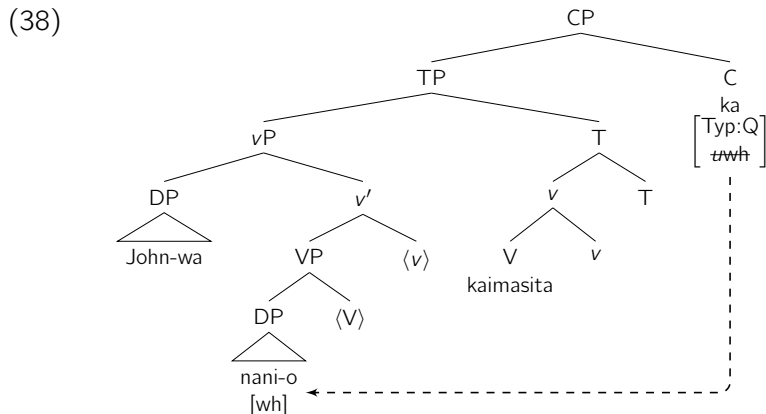 (38)
CP
TP C
ka
[Typ:Q
uwh]
vP T
DP v′ v T
John-wa VP ⟨v⟩ V v
kaimasita
DP ⟨V⟩
nani-o
[wh]